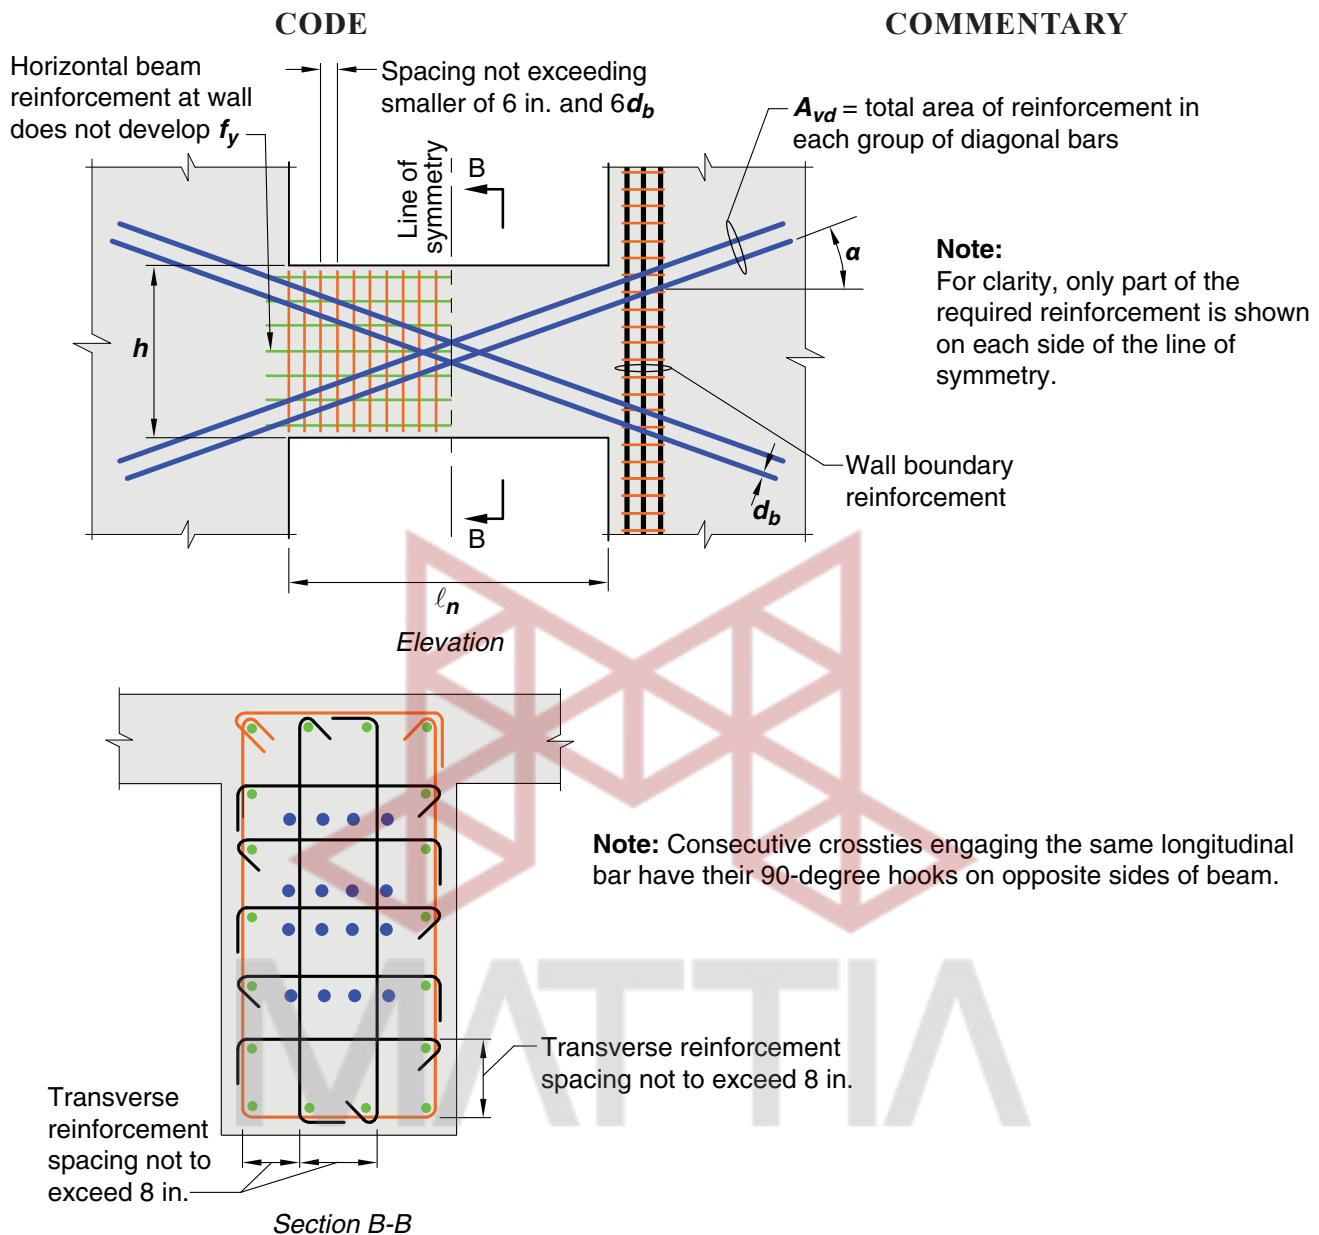 CODE
COMMENTARY
Horizontal beam
reinforcement at wall
does not develop fy
Spacing not exceeding
smaller of 6 in. and 6db
Avd = total area of reinforcement in
each group of diagonal bars
Line of
symmetry
B
α
Note:
For clarity, only part of the
required reinforcement is shown
on each side of the line of
symmetry.
h
Wall boundary
reinforcement
db
B
ℓn
Elevation
Note: Consecutive crossties engaging the same longitudinal
bar have their 90-degree hooks on opposite sides of beam.
MATTIA
Transverse reinforcement
spacing not to exceed 8 in.
Transverse
reinforcement
spacing not to
exceed 8 in.
Section B-B